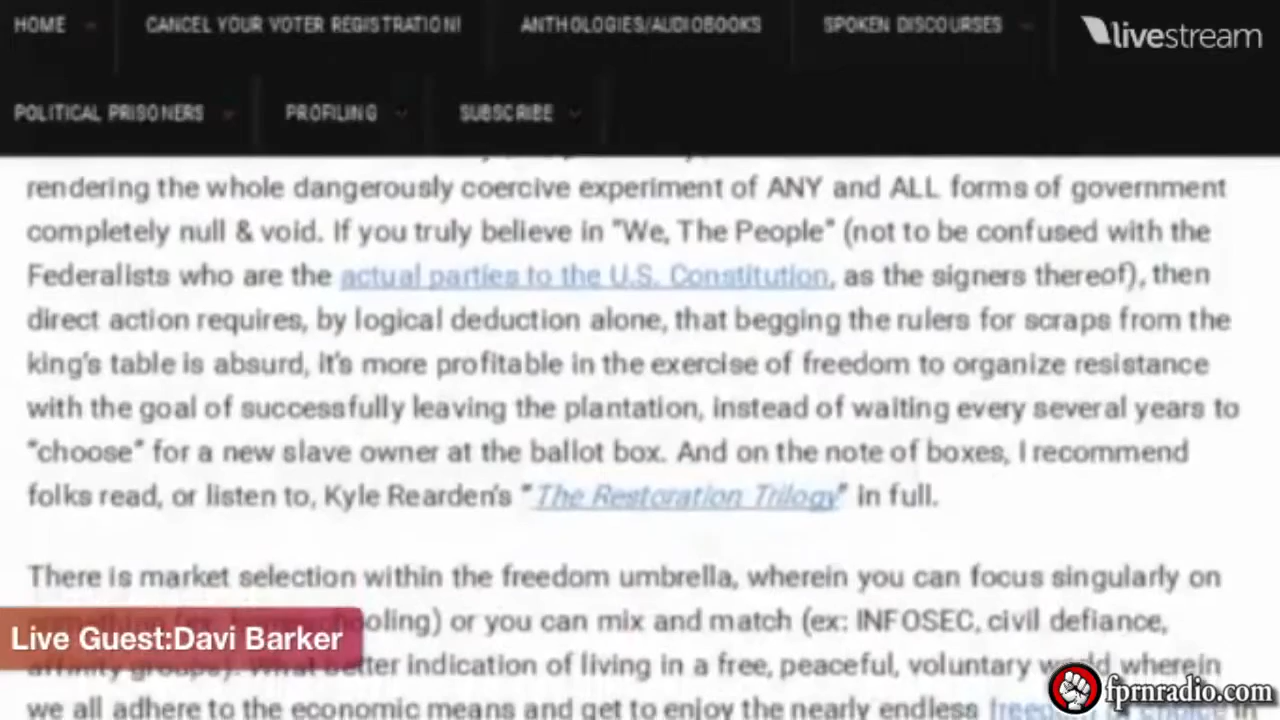 HOME
CANCEL YOUR VOTER REGISTRATION!
ANTHOLOGIES/AUDIOBOOKS
SPOKEN DISCOURSES
livestream
POLITICAL PRISONERS
PROFILING
SUBSCRIBE
rendering the whole dangerously coercive experiment of ANY and ALL forms of government
completely null & void. If you truly believe in "We, The People" (not to be confused with the
Federalists who are the actual parties to the U.S. Constitution, as the signers thereof), then
direct action requires, by logical deduction alone, that begging the rulers for scraps from the
king's table is absurd, it's more profitable in the exercise of freedom to organize resistance
with the goal of successfully leaving the plantation, instead of waiting every several years to
"choose" for a new slave owner at the ballot box. And on the note of boxes, I recommend
folks read, or listen to, Kyle Rearden's "The Restoration Trilogy" in full.
There is market selection within the freedom umbrella, wherein you can focus singularly on
or you can mix and match (ex: INFOSEC, civil defiance,
Live Guest:Davi Barker
indication of living in a free, peaceful, voluntary world wherein
we all adhere to the economic means and get to enjoy the nearly endless
fprnradio.com